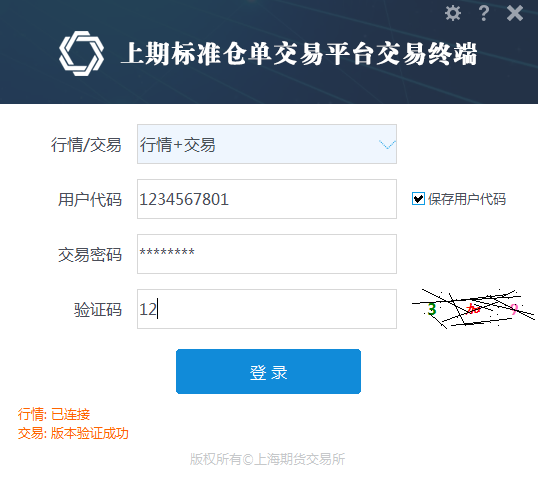 上期标准仓单交易平台交易终端
行情/交易 行情+交易
用户代码 1234567801 保存用户代码
交易密码 ********
验证码 12 3 加 9
登 录
行情: 已连接
交易: 版本验证成功
版权所有©上海期货交易所